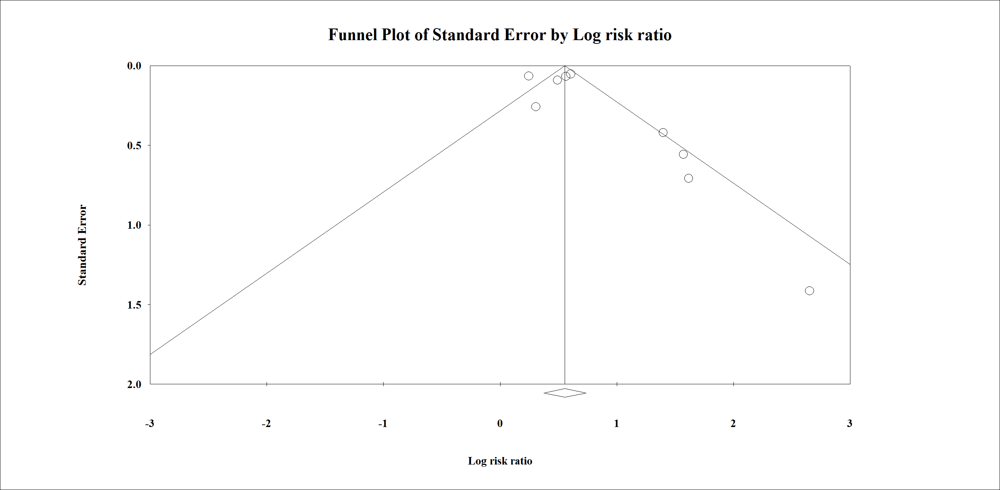 Funnel Plot of Standard Error by Log risk ratio
0.0
0.5
1.0
1.5
2.0
Standard Error
-3 -2 -1 0 1 2 3
Log risk ratio